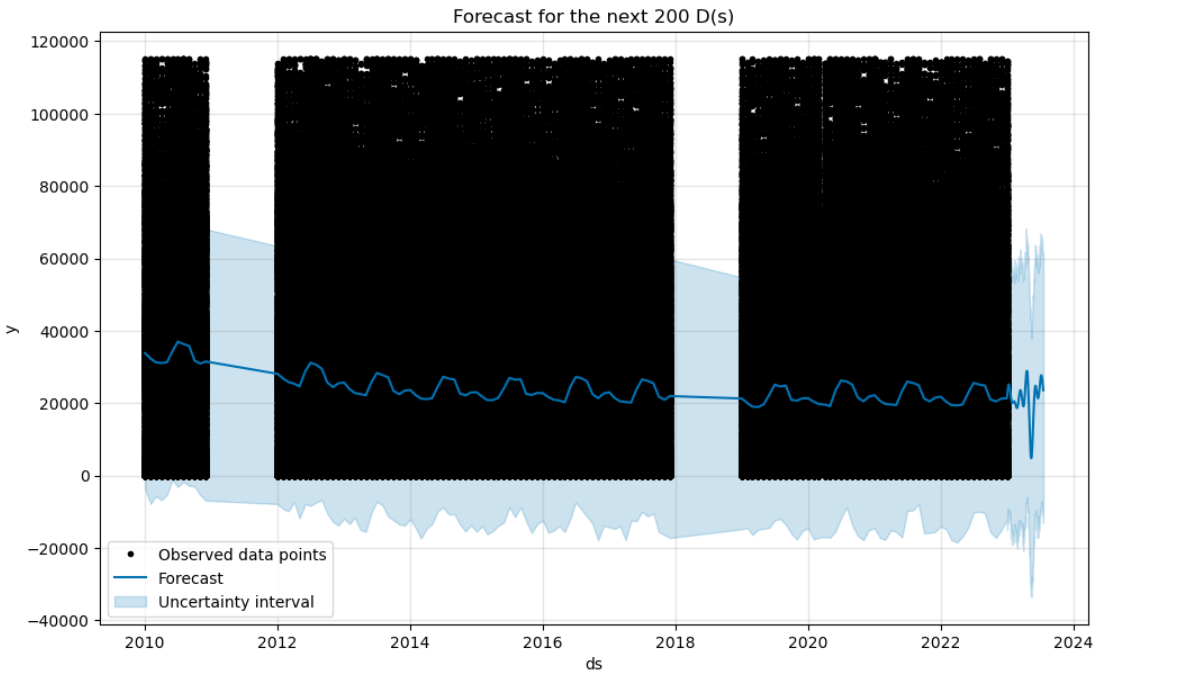 Forecast for the next 200 D(s)
120000
100000
80000
60000
40000
20000
0
−20000
−40000
y
Observed data points
Forecast
Uncertainty interval
2010
2012
2014
2016
2018
2020
2022
2024
ds